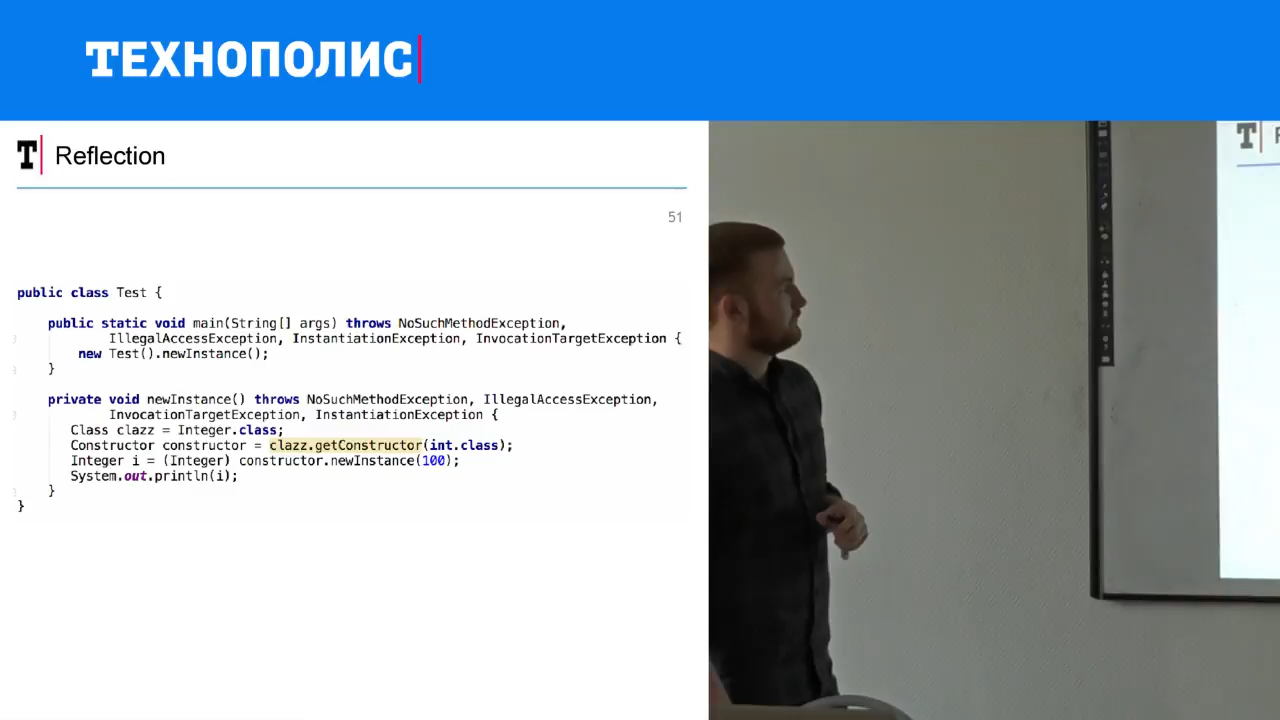 ТЕХНОПОЛИС
T Reflection
51
public class Test {
public static void main(String[] args) throws NoSuchMethodException,
IllegalAccessException, InstantiationException, InvocationTargetException {
new Test().newInstance();
}
private void newInstance() throws NoSuchMethodException, IllegalAccessException,
InvocationTargetException, InstantiationException {
Class clazz = Integer.class;
Constructor constructor = clazz.getConstructor(int.class);
Integer i = (Integer) constructor.newInstance(100);
System.out.println(i);
}
}
T